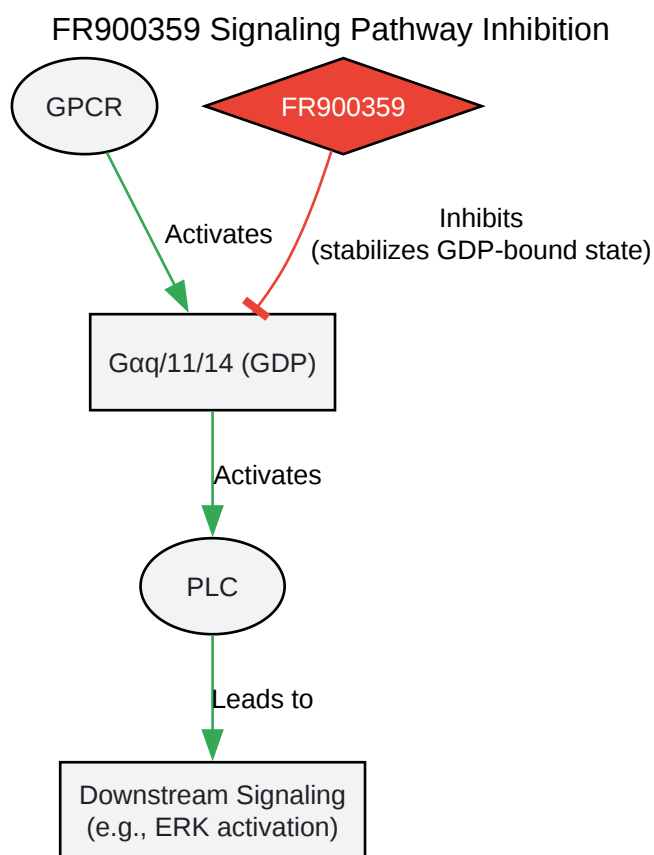 FR900359 Signaling Pathway Inhibition
GPCR
FR900359
Activates
Inhibits
(stabilizes GDP-bound state)
Gαq/11/14 (GDP)
Activates
PLC
Leads to
Downstream Signaling
(e.g., ERK activation)